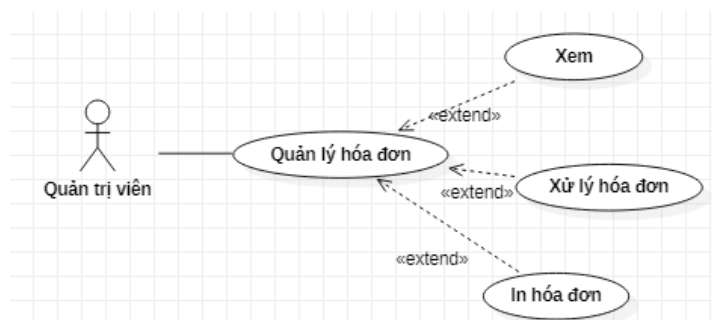 Xem
«extend»
Quản lý hóa đơn
Quản trị viên
Xử lý hóa đơn
«extend»
«extend»
In hóa đơn